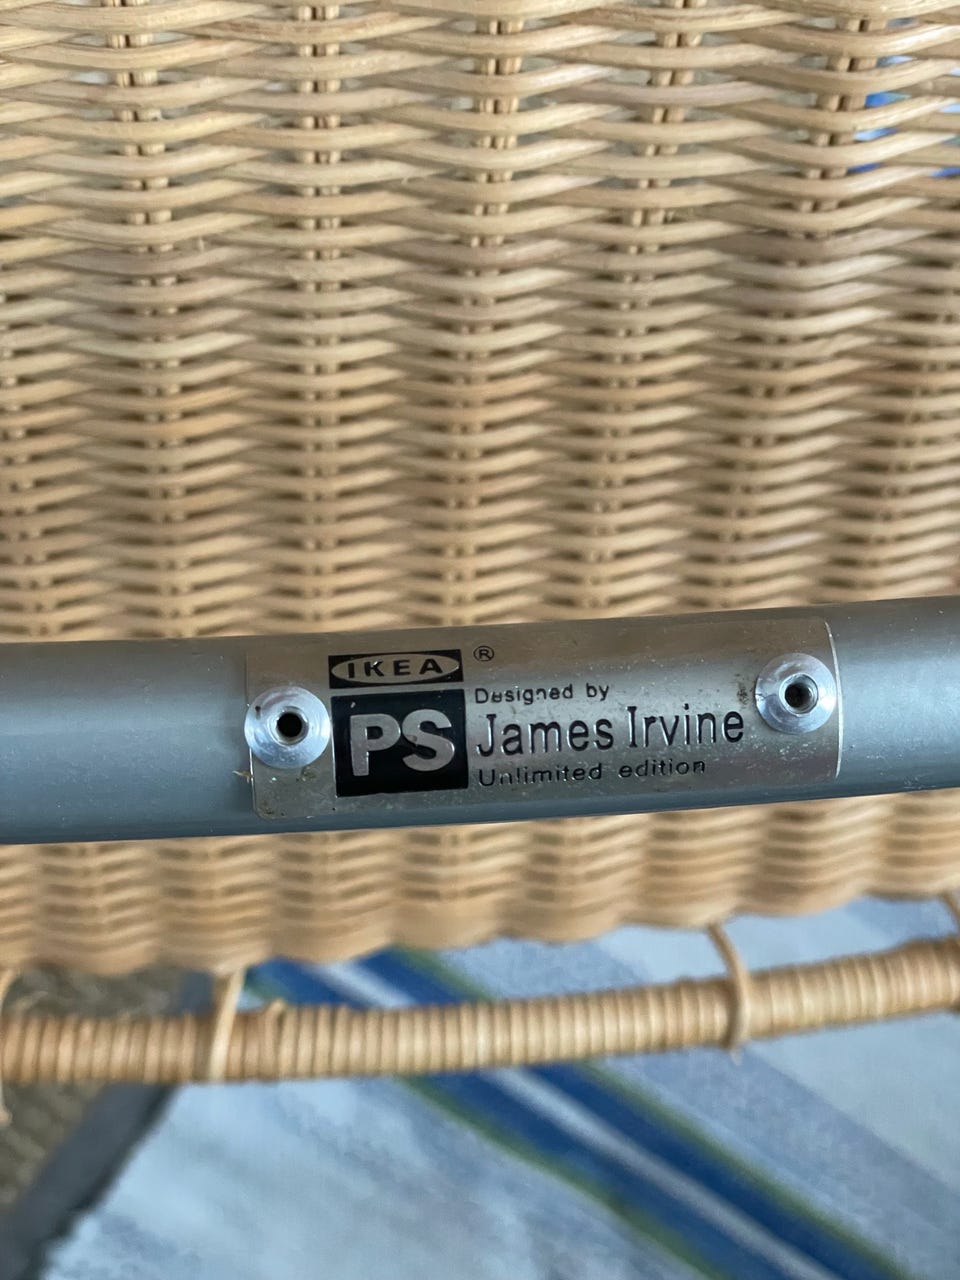 IKEA ®
PS
Designed by
James Irvine
Unlimited edition